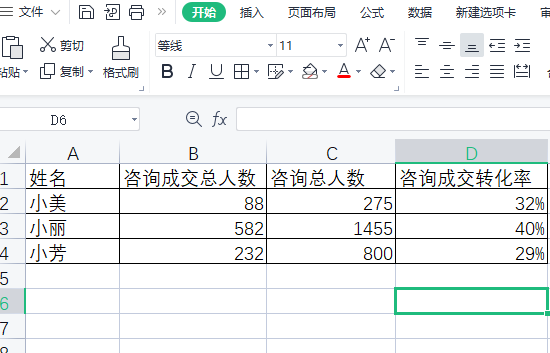 文件 开始 插入 页面布局 公式 数据 新建选项卡
剪切 等线 11
粘贴 复制 格式刷 B I U A
D6 fx
A B C D
1 姓名 咨询成交总人数 咨询总人数 咨询成交转化率
2 小美 88 275 32%
3 小丽 582 1455 40%
4 小芳 232 800 29%
5
6
7